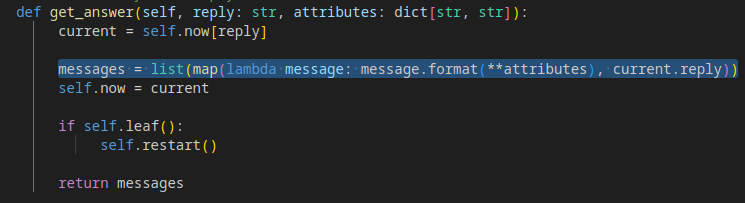 def get_answer(self, reply: str, attributes: dict[str, str]):
current = self.now[reply]
messages = list(map(lambda message: message.format(**attributes), current.reply))
self.now = current
if self.leaf():
self.restart()
return messages